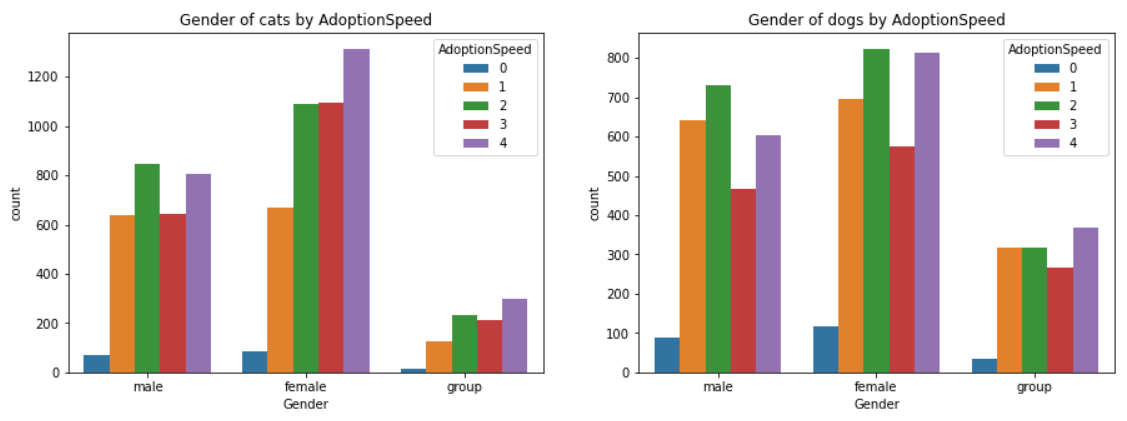 Gender of cats by AdoptionSpeed
AdoptionSpeed
0
1
2
3
4
1200
1000
800
600
400
200
0
count
male female group
Gender
Gender of dogs by AdoptionSpeed
AdoptionSpeed
0
1
2
3
4
800
700
600
500
400
300
200
100
0
count
male female group
Gender